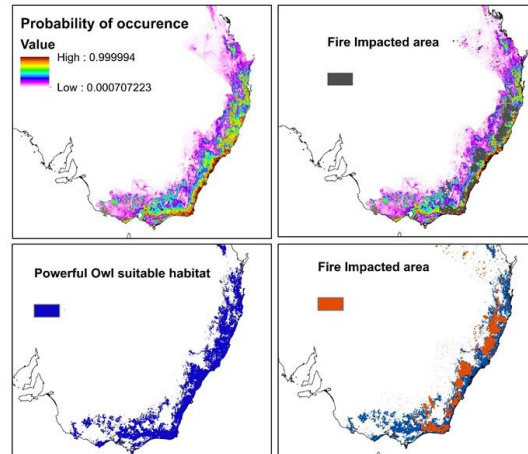 Probability of occurence
Value
High : 0.999994
Low : 0.000707223
Fire Impacted area
Powerful Owl suitable habitat
Fire Impacted area